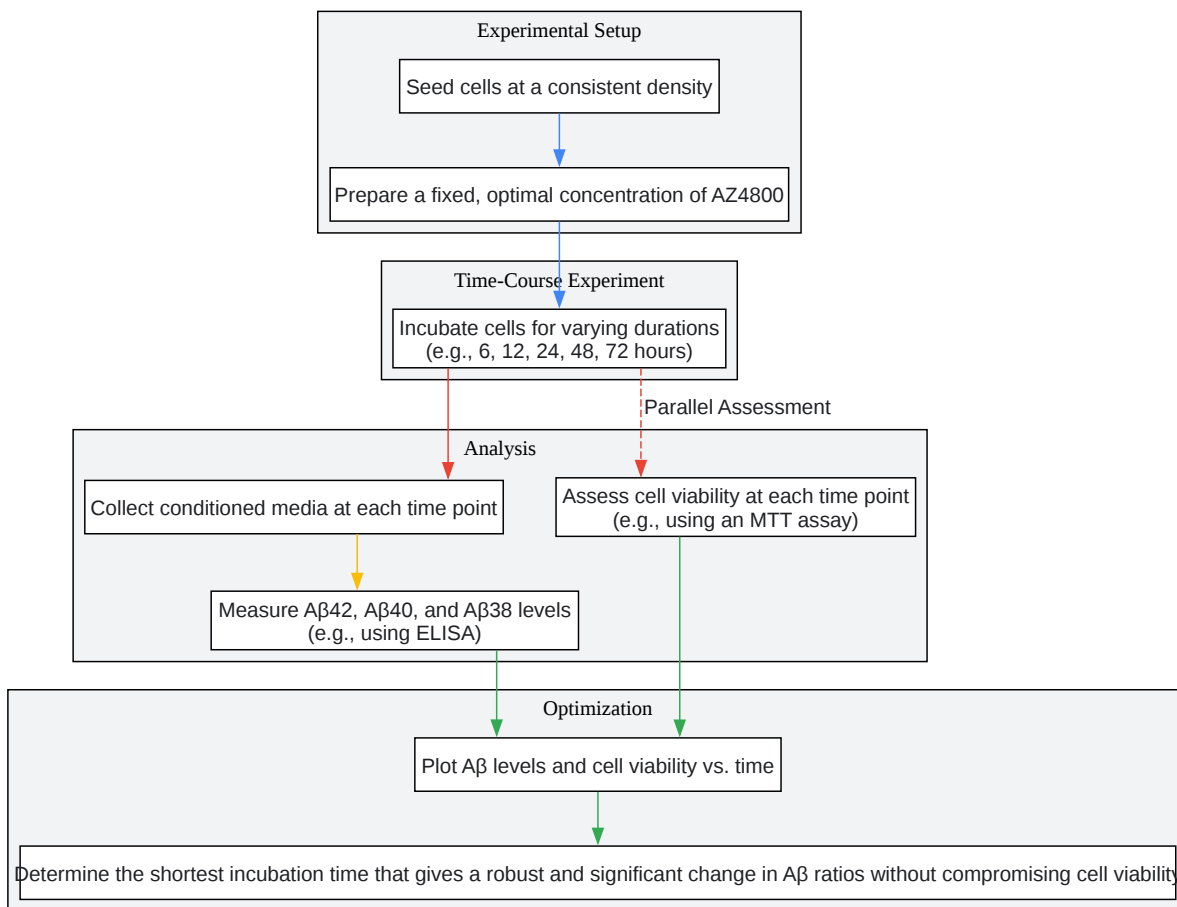 Experimental Setup
Seed cells at a consistent density
Prepare a fixed, optimal concentration of AZ4800
Time-Course Experiment
Incubate cells for varying durations
(e.g., 6, 12, 24, 48, 72 hours)
Parallel Assessment
Analysis
Collect conditioned media at each time point
Assess cell viability at each time point
(e.g., using an MTT assay)
Measure Aβ42, Aβ40, and Aβ38 levels
(e.g., using ELISA)
Optimization
Plot Aβ levels and cell viability vs. time
Determine the shortest incubation time that gives a robust and significant change in Aβ ratios without compromising cell viability